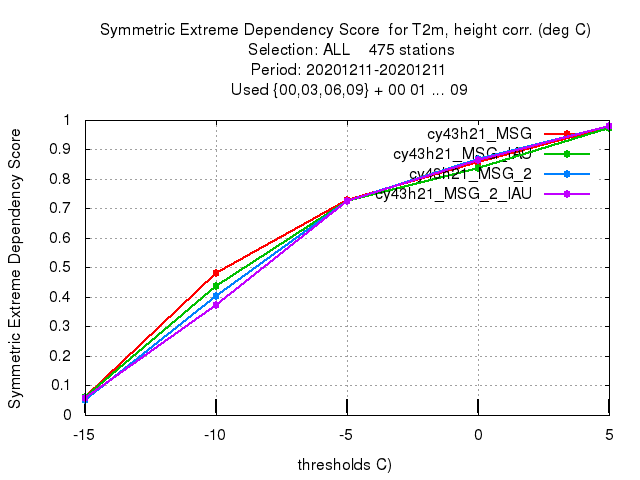 Symmetric Extreme Dependency Score  for T2m, height corr. (deg C)
Selection: ALL    475 stations
Period: 20201211-20201211
Used {00,03,06,09} + 00 01 ... 09
Symmetric Extreme Dependency Score
1
0.9
0.8
0.7
0.6
0.5
0.4
0.3
0.2
0.1
0
cy43h21_MSG
cy43h21_MSG_IAU
cy43h21_MSG_2
cy43h21_MSG_2_IAU
-15 -10 -5 0 5
thresholds C)